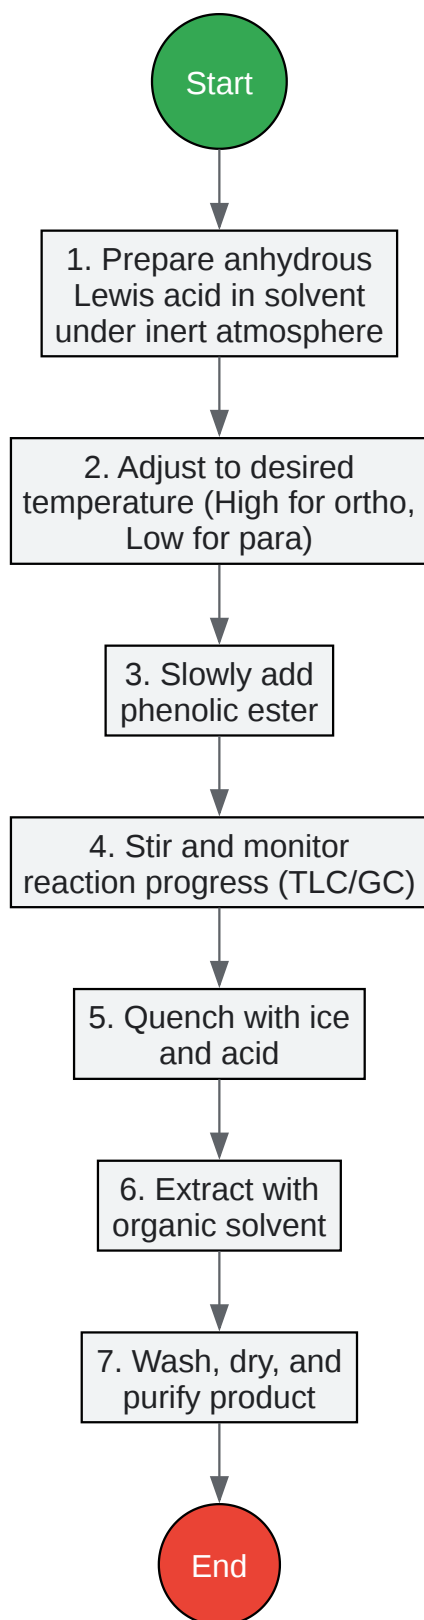 Start
1. Prepare anhydrous
Lewis acid in solvent
under inert atmosphere
2. Adjust to desired
temperature (High for ortho,
Low for para)
3. Slowly add
phenolic ester
4. Stir and monitor
reaction progress (TLC/GC)
5. Quench with ice
and acid
6. Extract with
organic solvent
7. Wash, dry, and
purify product
End